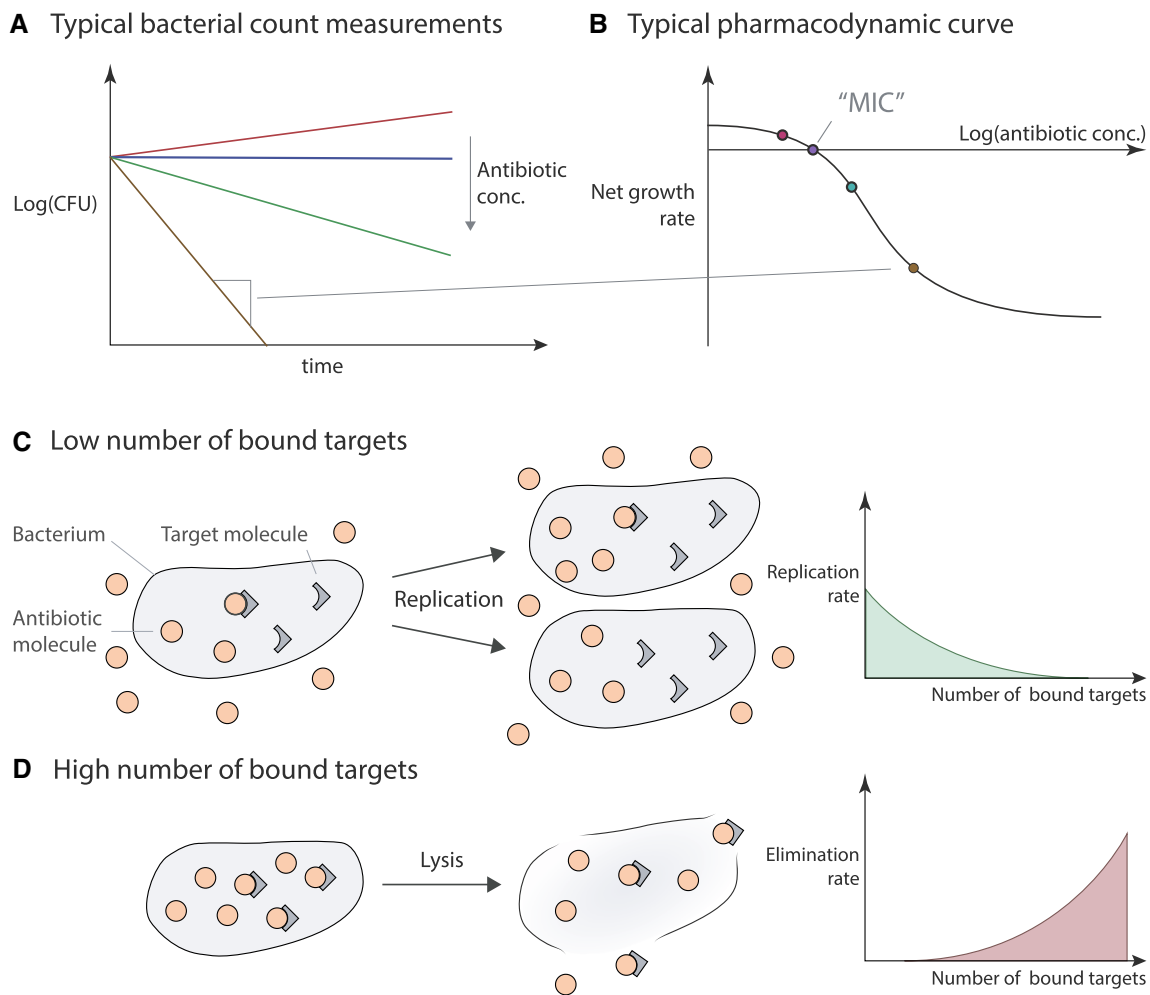 A Typical bacterial count measurements
Log(CFU)
Antibiotic
conc.
time
B Typical pharmacodynamic curve
“MIC”
Log(antibiotic conc.)
Net growth
rate
C Low number of bound targets
Bacterium
Target molecule
Antibiotic
molecule
Replication
Replication
rate
Number of bound targets
D High number of bound targets
Lysis
Elimination
rate
Number of bound targets